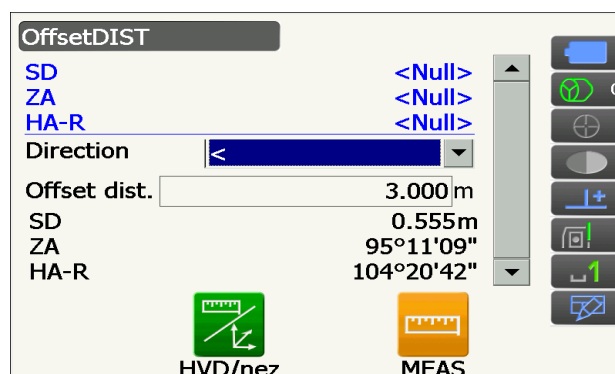 OffsetDIST
SD <Null>
ZA <Null>
HA-R <Null>
Direction <
Offset dist. 3.000 m
SD 0.555m
ZA 95°11'09"
HA-R 104°20'42"
HVD/nez MEAS
1